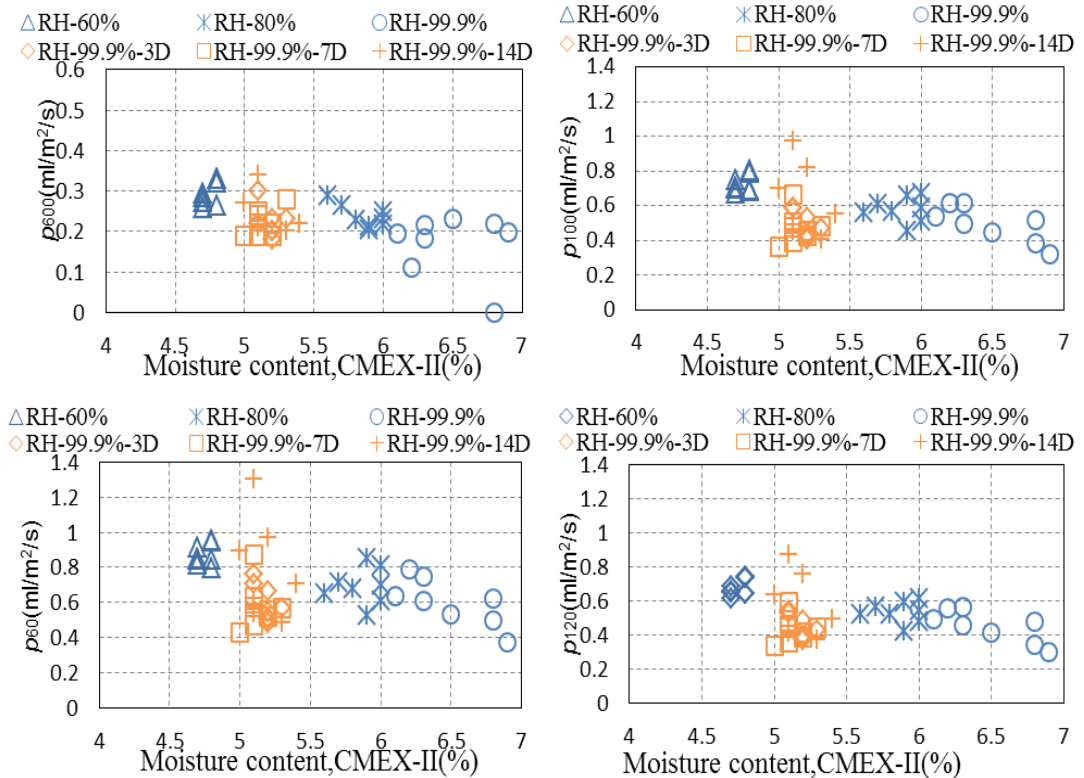 △RH-60% ✳RH-80% ○RH-99.9%
◇RH-99.9%-3D □RH-99.9%-7D +RH-99.9%-14D
0.6
0.5
0.4
0.3
0.2
0.1
0
p600(ml/m²/s)
4 4.5 5 5.5 6 6.5 7
Moisture content,CMEX-II(%)
△RH-60% ✳RH-80% ○RH-99.9%
◇RH-99.9%-3D □RH-99.9%-7D +RH-99.9%-14D
1.4
1.2
1
0.8
0.6
0.4
0.2
0
p1000(ml/m²/s)
4 4.5 5 5.5 6 6.5 7
Moisture content,CMEX-II(%)
△RH-60% ✳RH-80% ○RH-99.9%
◇RH-99.9%-3D □RH-99.9%-7D +RH-99.9%-14D
1.4
1.2
1
0.8
0.6
0.4
0.2
0
p60(ml/m²/s)
4 4.5 5 5.5 6 6.5 7
Moisture content,CMEX-II(%)
◇RH-60% ✳RH-80% ○RH-99.9%
◇RH-99.9%-3D □RH-99.9%-7D +RH-99.9%-14D
1.4
1.2
1
0.8
0.6
0.4
0.2
0
p120(ml/m²/s)
4 4.5 5 5.5 6 6.5 7
Moisture content,CMEX-II(%)